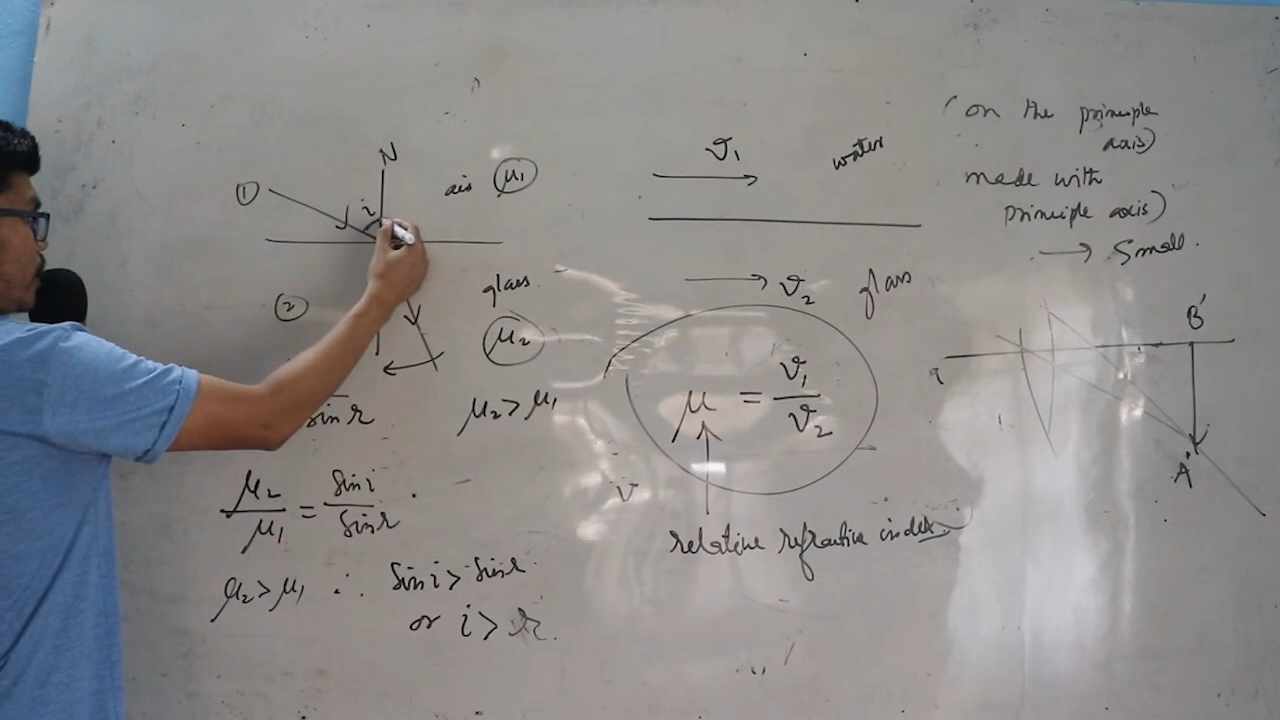 N
①
i
air μ₁
②
glass.
μ₂
sin r
μ₂ > μ₁
μ₂/μ₁ = sin i/sin r .
μ₂ > μ₁ ∴ sin i > sin r.
or i > r.
v₁
water
v₂ glass
μ = v₁/v₂
relative refractive index
(on the principle
axis)
made with
principle axis)
→ Small.
B'
A'